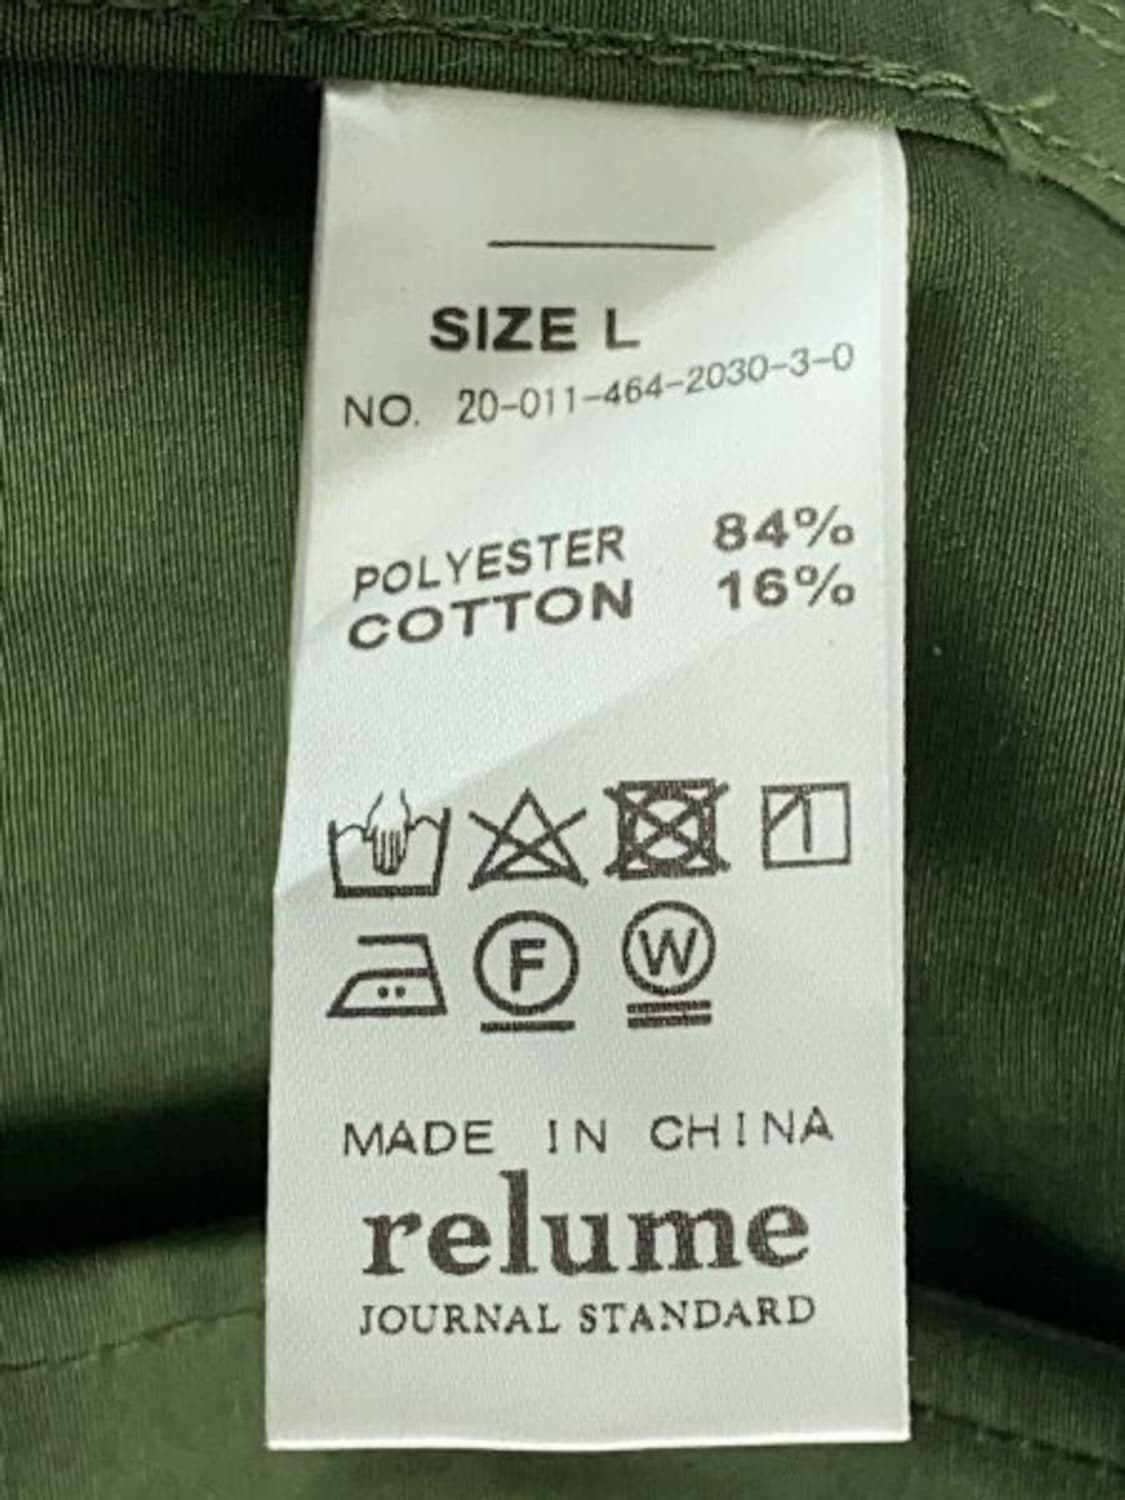 SIZE L
NO. 20-011-464-2030-3-0
POLYESTER 84%
COTTON 16%
F W
MADE IN CHINA
relume
JOURNAL STANDARD